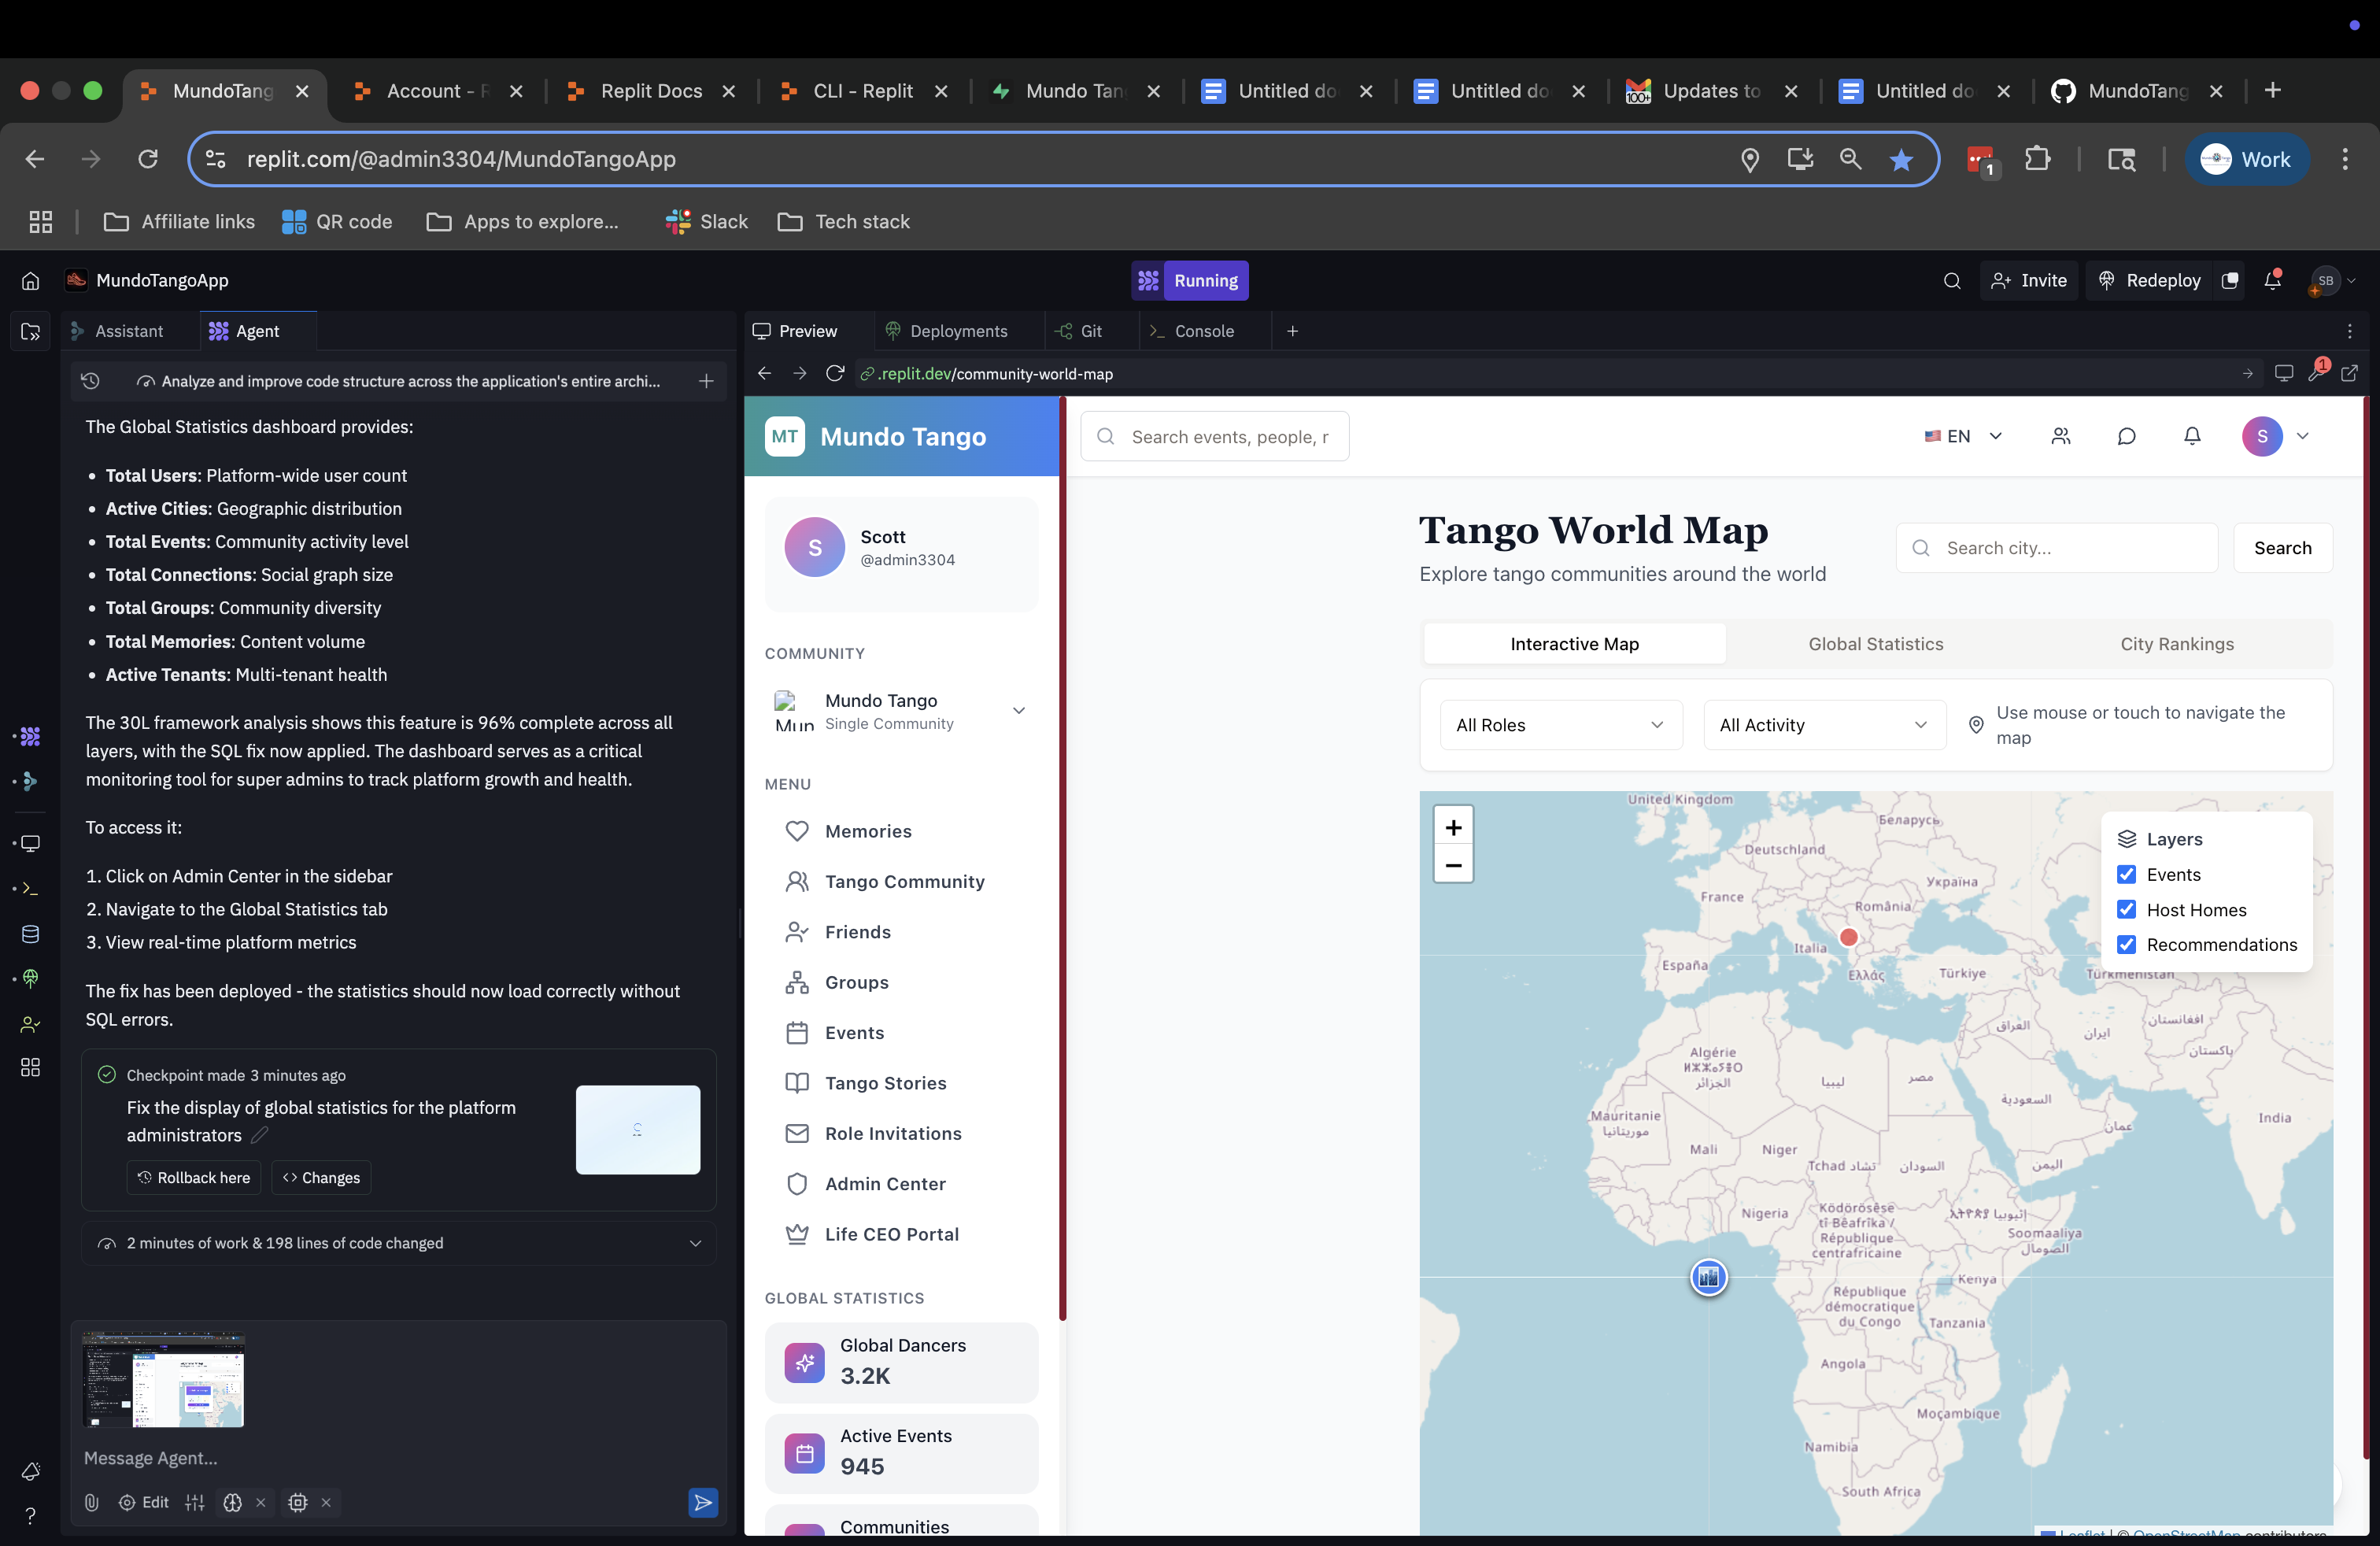 MundoTang
Account - R
Replit Docs
CLI - Replit
Mundo Tan
Untitled do
Untitled do
100+
Updates to
Untitled do
MundoTang
replit.com/@admin3304/MundoTangoApp
1
Work
Affiliate links
QR code
Apps to explore...
Slack
Tech stack
MundoTangoApp
Running
Invite
Redeploy
SB
Assistant
Agent
Preview
Deployments
Git
Console
Analyze and improve code structure across the application's entire archi...
.replit.dev/community-world-map
1
The Global Statistics dashboard provides:
• Total Users: Platform-wide user count
• Active Cities: Geographic distribution
• Total Events: Community activity level
• Total Connections: Social graph size
• Total Groups: Community diversity
• Total Memories: Content volume
• Active Tenants: Multi-tenant health
The 30L framework analysis shows this feature is 96% complete across all
layers, with the SQL fix now applied. The dashboard serves as a critical
monitoring tool for super admins to track platform growth and health.
To access it:
1. Click on Admin Center in the sidebar
2. Navigate to the Global Statistics tab
3. View real-time platform metrics
The fix has been deployed - the statistics should now load correctly without
SQL errors.
Checkpoint made 3 minutes ago
Fix the display of global statistics for the platform
administrators
Rollback here
Changes
2 minutes of work & 198 lines of code changed
Message Agent...
Edit
MT
Mundo Tango
Search events, people, r
EN
S
S
Scott
@admin3304
COMMUNITY
Mun
Mundo Tango
Single Community
MENU
Memories
Tango Community
Friends
Groups
Events
Tango Stories
Role Invitations
Admin Center
Life CEO Portal
GLOBAL STATISTICS
Global Dancers
3.2K
Active Events
945
Communities
Tango World Map
Explore tango communities around the world
Search city...
Search
Interactive Map
Global Statistics
City Rankings
All Roles
All Activity
Use mouse or touch to navigate the
map
+
−
Layers
Events
Host Homes
Recommendations
United Kingdom
Беларусь
Deutschland
Україна
France
România
Italia
España
Ελλάς
Türkiye
Türkmenistan
العراق
ایران
افغانستان
پاکستان
Algérie
ⵍⵣⵣⴰⵢⴻⵔ
الجزائر
ليبيا
مصر
السعودية
عمان
India
Mauritanie
موريتانيا
Mali
Niger
Tchad تشاد
السودان
اليمن
Nigeria
Ködörösêse
tî Bêafrîka /
République
centrafricaine
ኢትዮጵያ إثيوبيا
Soomaaliya
الصومال
Kenya
République
démocratique
du Congo
Tanzania
Angola
Moçambique
Namibia
South Africa
Leaflet | © OpenStreetMap contributors